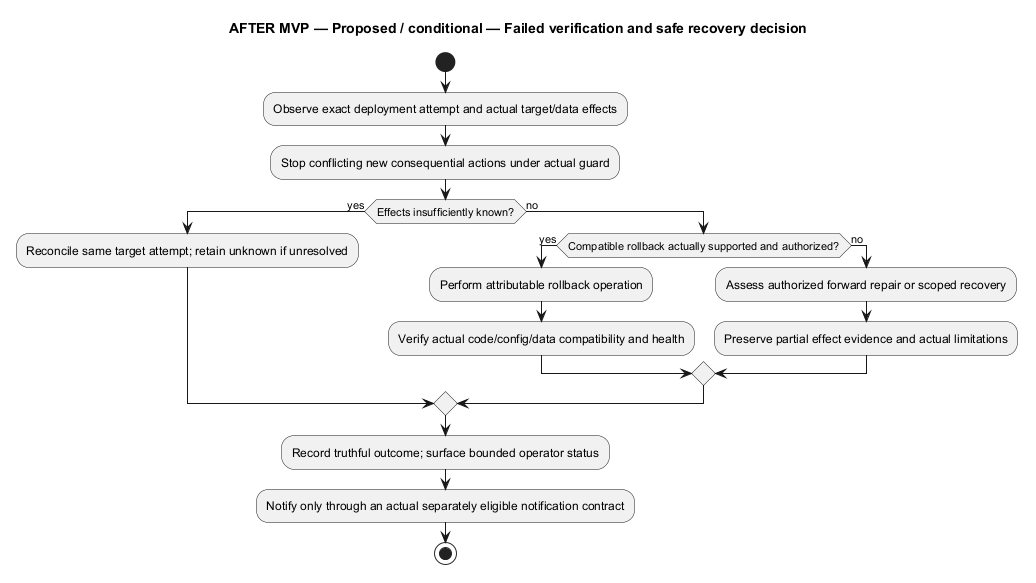 AFTER MVP — Proposed / conditional — Failed verification and safe recovery decision
Observe exact deployment attempt and actual target/data effects
Stop conflicting new consequential actions under actual guard
yes
Effects insufficiently known?
no
Reconcile same target attempt; retain unknown if unresolved
yes
Compatible rollback actually supported and authorized?
no
Perform attributable rollback operation
Assess authorized forward repair or scoped recovery
Verify actual code/config/data compatibility and health
Preserve partial effect evidence and actual limitations
Record truthful outcome; surface bounded operator status
Notify only through an actual separately eligible notification contract